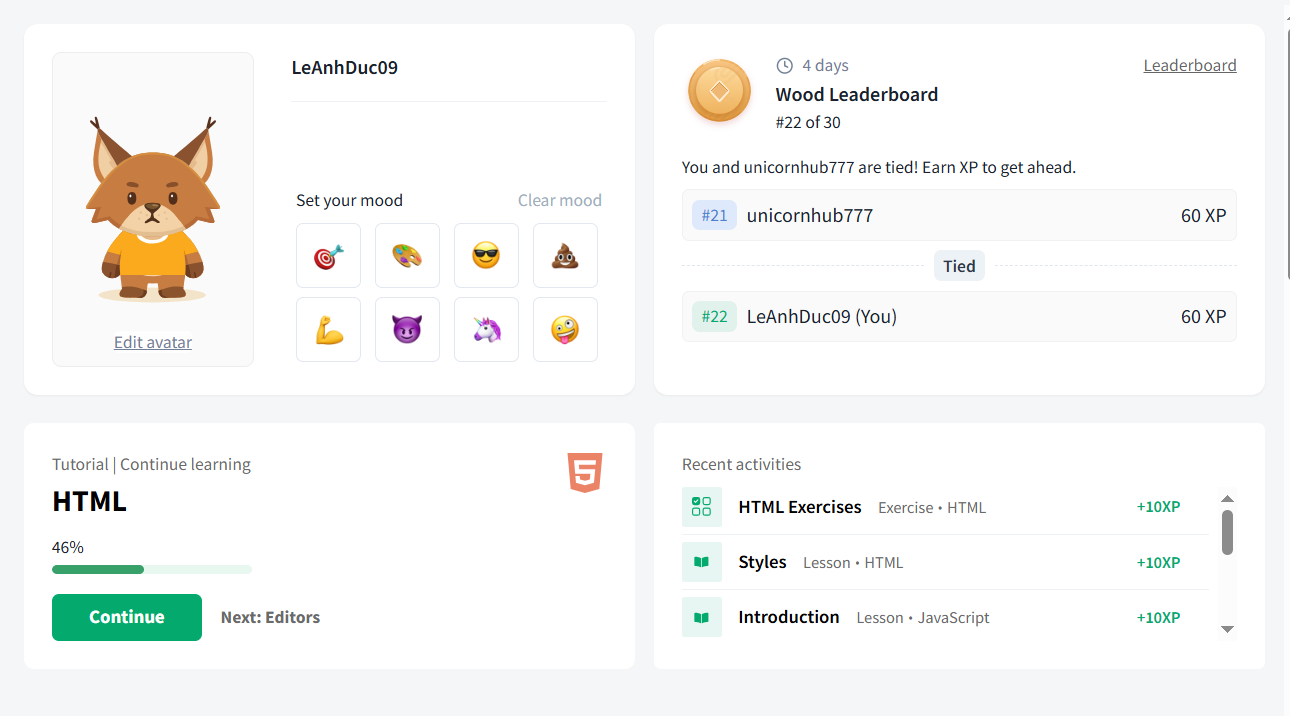 LeAnhDuc09
Set your mood
Clear mood
Edit avatar
4 days
Leaderboard
Wood Leaderboard
#22 of 30
You and unicornhub777 are tied! Earn XP to get ahead.
#21 unicornhub777 60 XP
Tied
#22 LeAnhDuc09 (You) 60 XP
Tutorial | Continue learning
HTML
46%
Continue
Next: Editors
Recent activities
HTML Exercises Exercise • HTML +10XP
Styles Lesson • HTML +10XP
Introduction Lesson • JavaScript +10XP